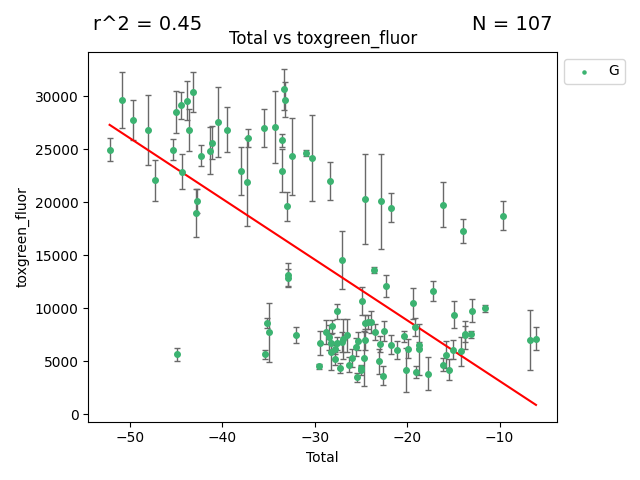 r^2 = 0.45
N = 107
Total vs toxgreen_fluor
G
30000
25000
20000
15000
10000
5000
0
toxgreen_fluor
−50
−40
−30
−20
−10
Total